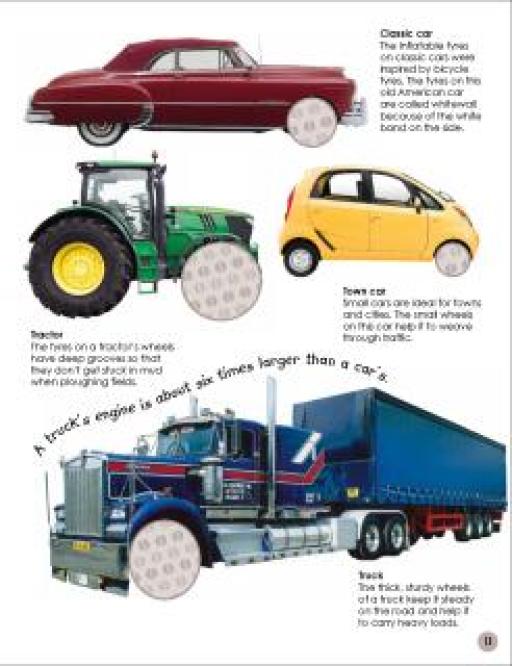 Classic car
The inflatable tyres
on classic cars were
inspired by bicycle
tyres. The tyres on this
old American car
are called whitewall
because of the white
band on the side.
Town car
Small cars are ideal for towns
and cities. The small wheels
on this car help it to weave
through traffic.
Tractor
The tyres on a tractor's wheels
have deep grooves so that
they don't get stuck in mud
when ploughing fields.
A truck's engine is about six times larger than a car's.
Truck
The thick, sturdy wheels
of a truck keep it steady
on the road and help it
to carry heavy loads.
11